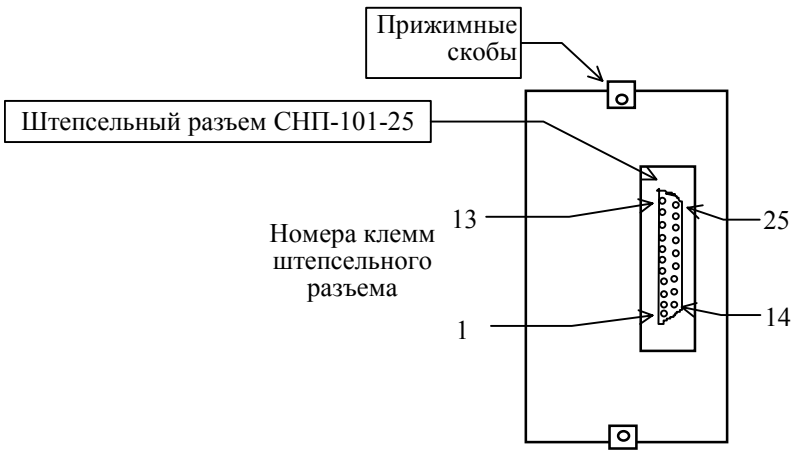 Прижимные
скобы
Штепсельный разъем СНП-101-25
13
25
Номера клемм
штепсельного
разъема
1
14